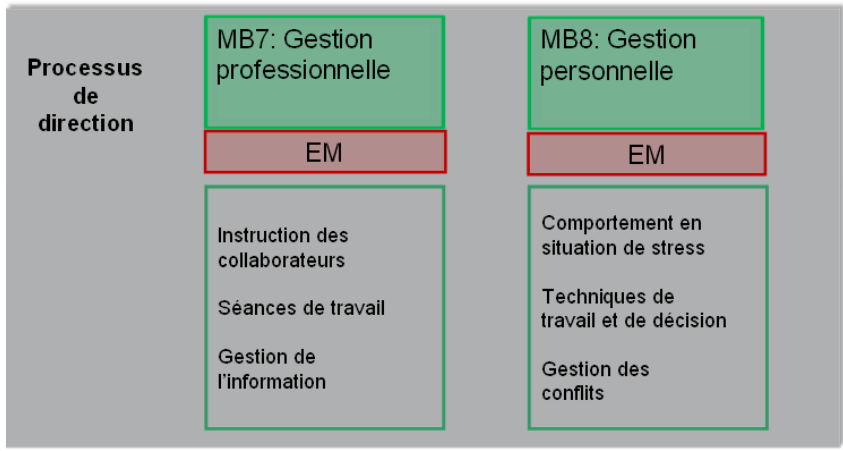 Processus
de
direction
MB7: Gestion
professionnelle
EM
Instruction des
collaborateurs
Séances de travail
Gestion de
l'information
MB8: Gestion
personnelle
EM
Comportement en
situation de stress
Techniques de
travail et de décision
Gestion des
conflits